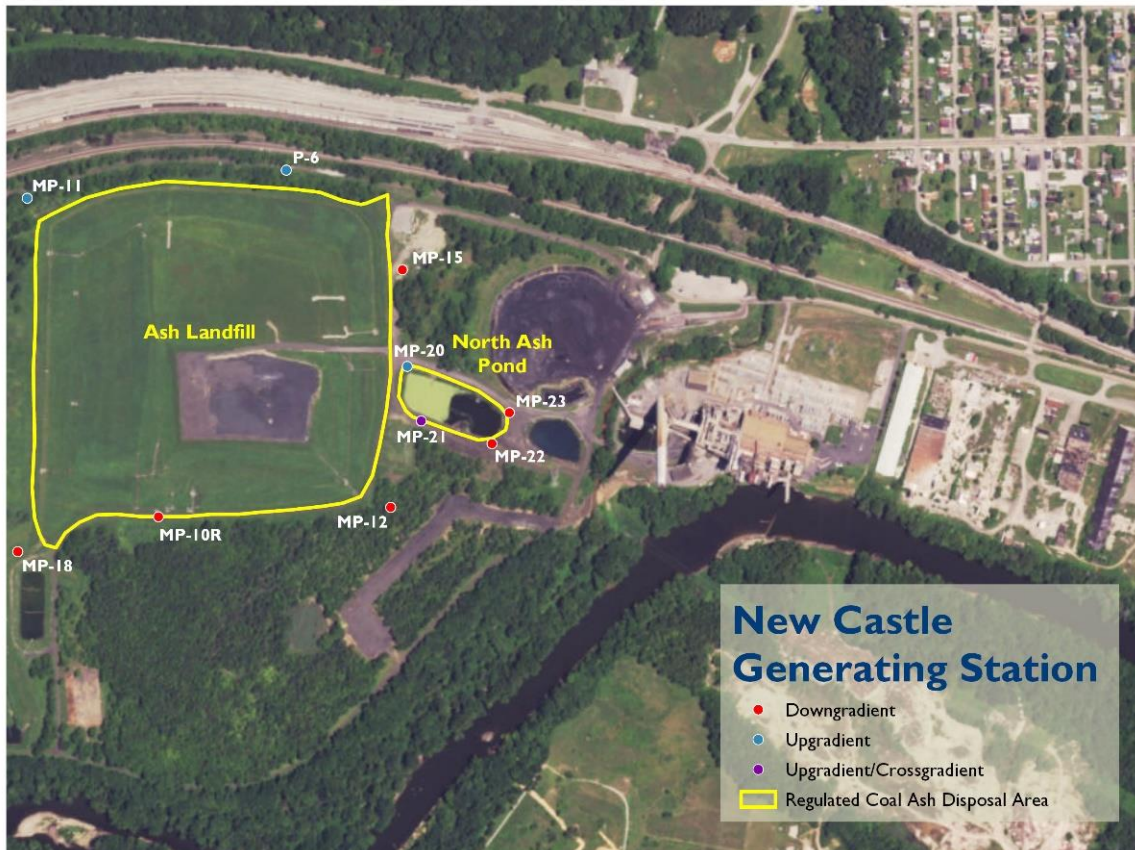 P-6
MP-11
MP-15
Ash Landfill
MP-20
North Ash
Pond
MP-23
MP-21
MP-22
MP-12
MP-10R
MP-18
New Castle
Generating Station
Downgradient
Upgradient
Upgradient/Crossgradient
Regulated Coal Ash Disposal Area